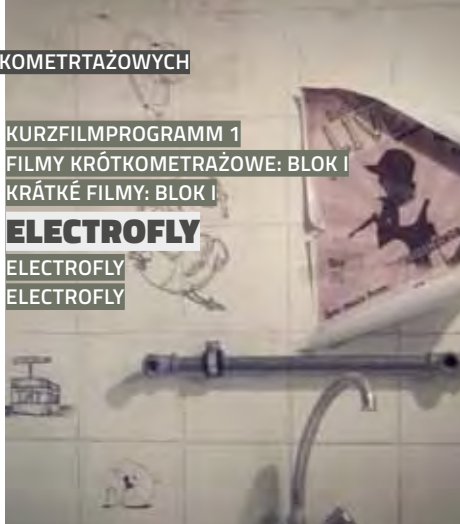 KOMETRTAŻOWYCH
KURZFILMPROGRAMM 1
FILMY KRÓTKOMETRAŻOWE: BLOK I
KRÁTKÉ FILMY: BLOK I
ELECTROFLY
ELECTROFLY
ELECTROFLY